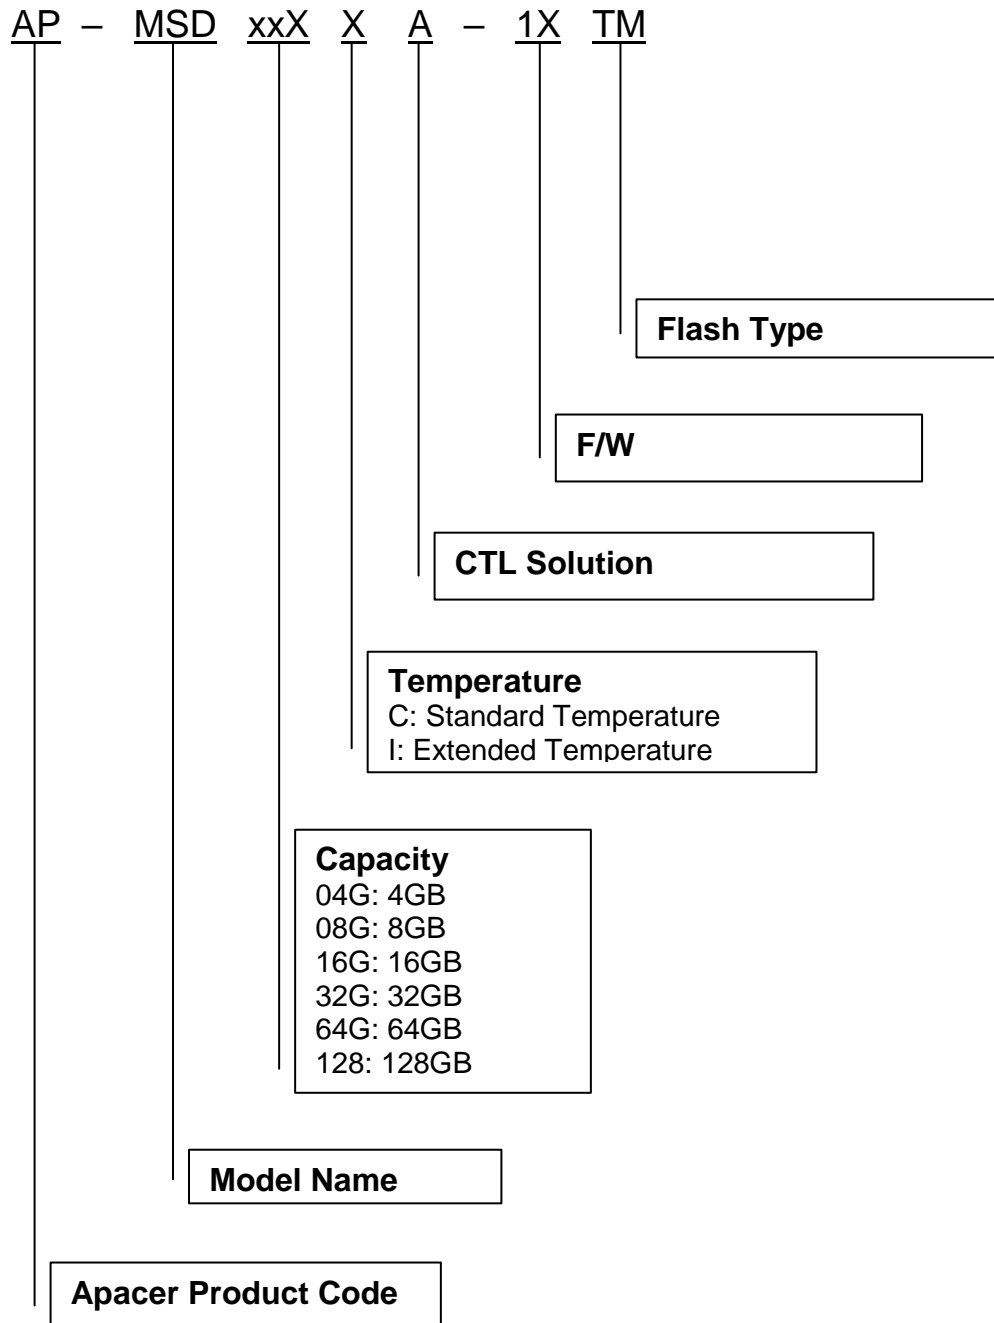 AP – MSD xxX X A – 1X TM
Flash Type
F/W
CTL Solution
Temperature
C: Standard Temperature
I: Extended Temperature
Capacity
04G: 4GB
08G: 8GB
16G: 16GB
32G: 32GB
64G: 64GB
128: 128GB
Model Name
Apacer Product Code